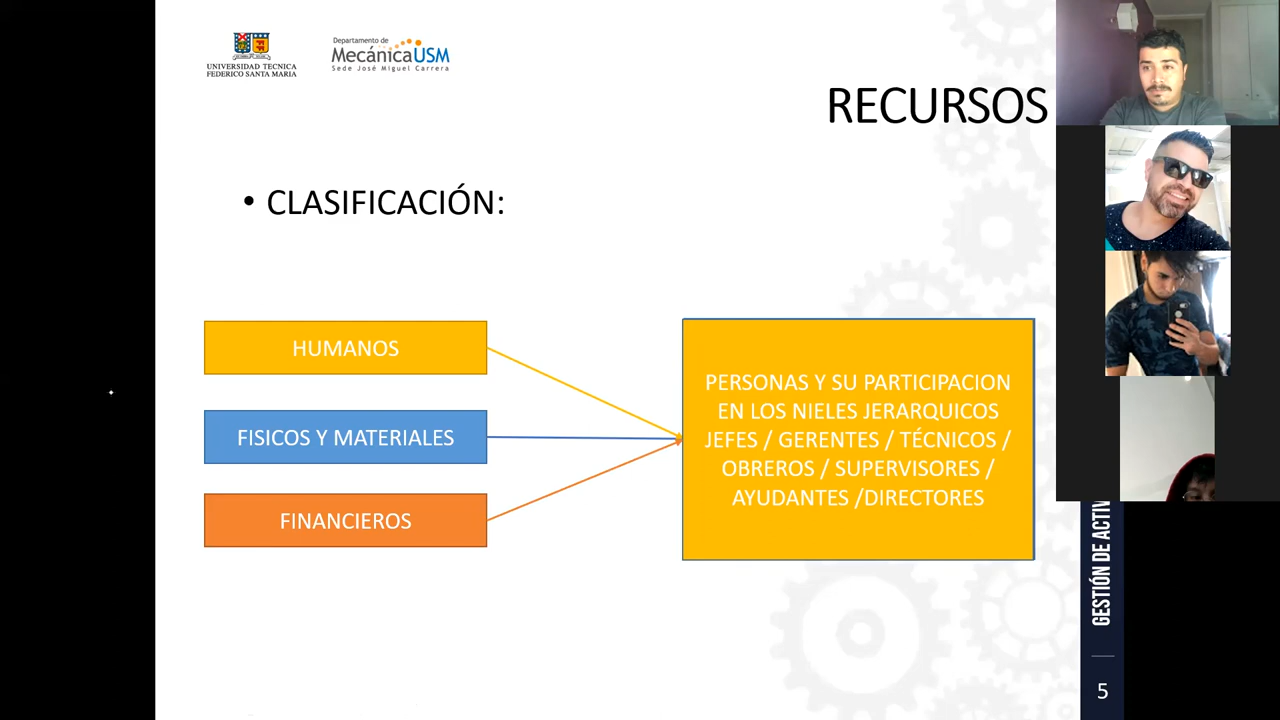 UNIVERSIDAD TECNICA
FEDERICO SANTA MARIA
Departamento de
MecánicaUSM
Sede José Miguel Carrera
RECURSOS
• CLASIFICACIÓN:
HUMANOS
FISICOS Y MATERIALES
FINANCIEROS
PERSONAS Y SU PARTICIPACION
EN LOS NIELES JERARQUICOS
JEFES / GERENTES / TÉCNICOS /
OBREROS / SUPERVISORES /
AYUDANTES /DIRECTORES
GESTIÓN DE ACTIV
5